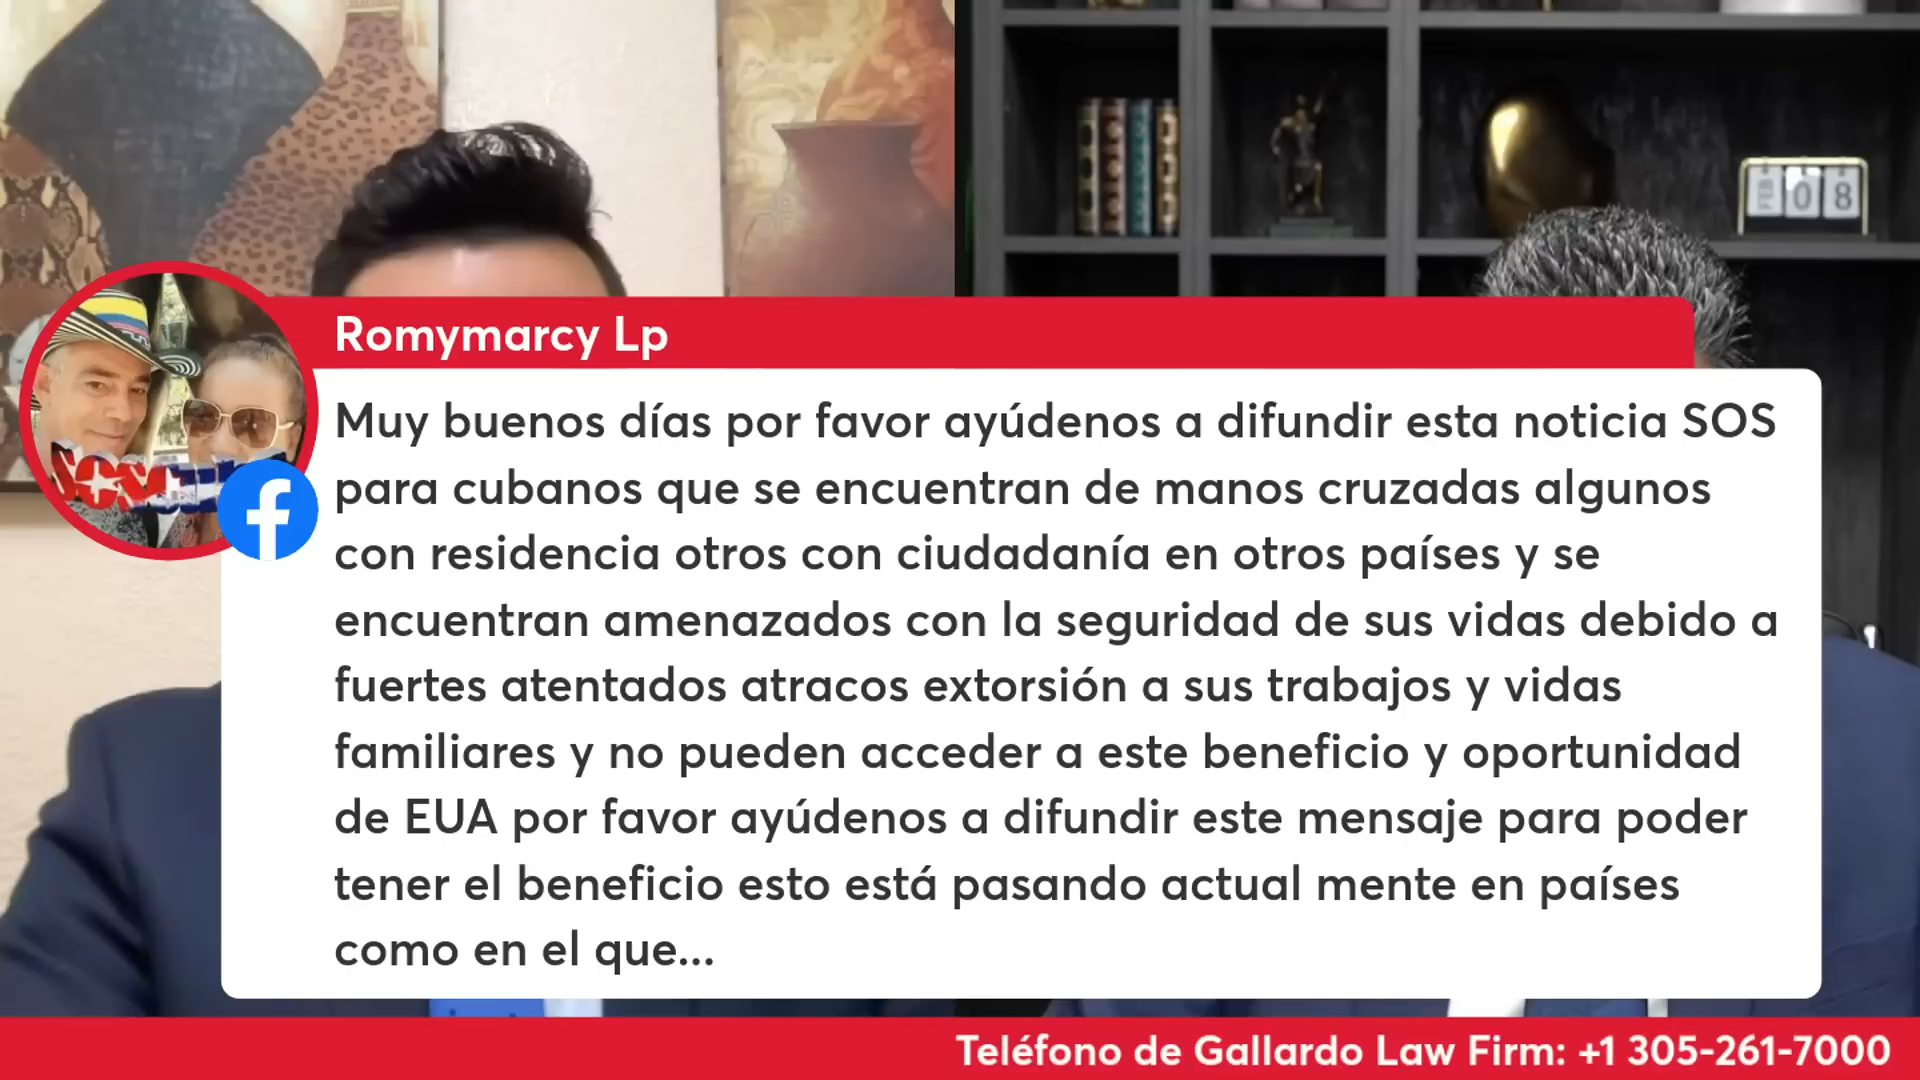 FEB 08
Romymarcy Lp
Muy buenos días por favor ayúdenos a difundir esta noticia SOS
para cubanos que se encuentran de manos cruzadas algunos
con residencia otros con ciudadanía en otros países y se
encuentran amenazados con la seguridad de sus vidas debido a
fuertes atentados atracos extorsión a sus trabajos y vidas
familiares y no pueden acceder a este beneficio y oportunidad
de EUA por favor ayúdenos a difundir este mensaje para poder
tener el beneficio esto está pasando actual mente en países
como en el que...
SOS
Teléfono de Gallardo Law Firm: +1 305-261-7000